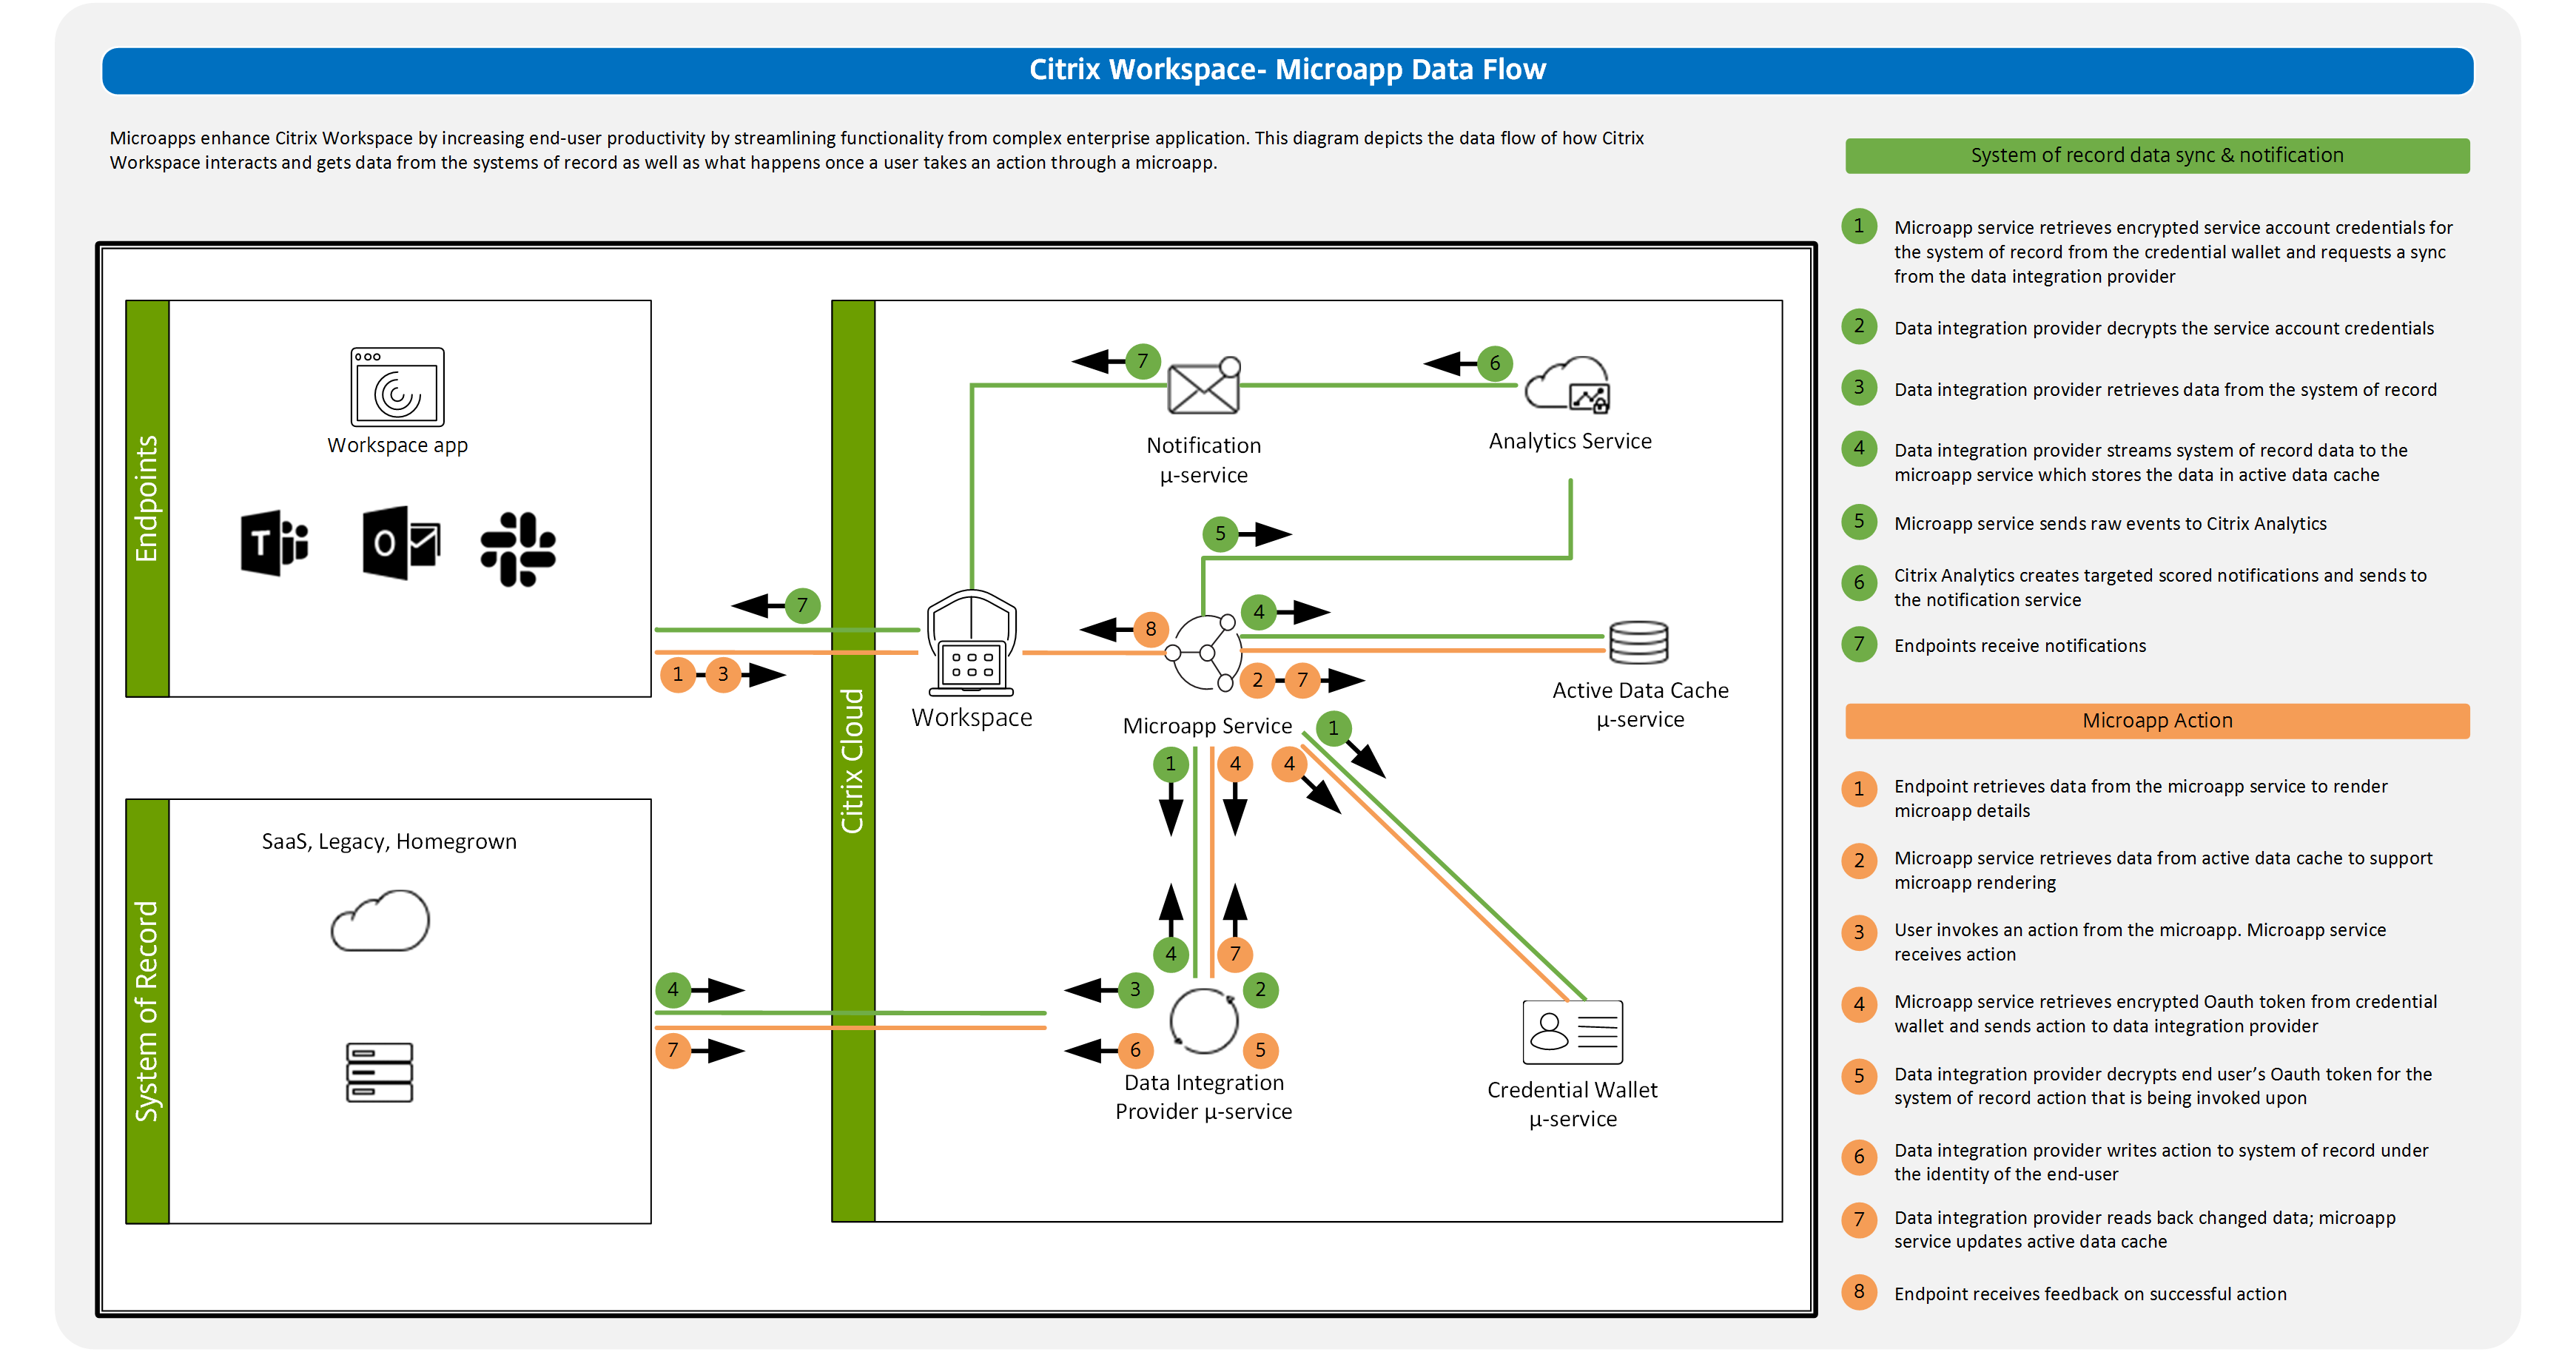 Citrix Workspace- Microapp Data Flow
Microapps enhance Citrix Workspace by increasing end-user productivity by streamlining functionality from complex enterprise application. This diagram depicts the data flow of how Citrix
Workspace interacts and gets data from the systems of record as well as what happens once a user takes an action through a microapp.
Endpoints
Workspace app
T
O
7
1
3
System of Record
SaaS, Legacy, Homegrown
4
7
Citrix Cloud
7
6
Notification
µ-service
Analytics Service
5
4
8
2
7
Workspace
Active Data Cache
µ-service
Microapp Service
1
1
4
4
4
7
3
2
6
5
Data Integration
Provider µ-service
Credential Wallet
µ-service
System of record data sync & notification
1
Microapp service retrieves encrypted service account credentials for
the system of record from the credential wallet and requests a sync
from the data integration provider
2
Data integration provider decrypts the service account credentials
3
Data integration provider retrieves data from the system of record
4
Data integration provider streams system of record data to the
microapp service which stores the data in active data cache
5
Microapp service sends raw events to Citrix Analytics
6
Citrix Analytics creates targeted scored notifications and sends to
the notification service
7
Endpoints receive notifications
Microapp Action
1
Endpoint retrieves data from the microapp service to render
microapp details
2
Microapp service retrieves data from active data cache to support
microapp rendering
3
User invokes an action from the microapp. Microapp service
receives action
4
Microapp service retrieves encrypted Oauth token from credential
wallet and sends action to data integration provider
5
Data integration provider decrypts end user’s Oauth token for the
system of record action that is being invoked upon
6
Data integration provider writes action to system of record under
the identity of the end-user
7
Data integration provider reads back changed data; microapp
service updates active data cache
8
Endpoint receives feedback on successful action